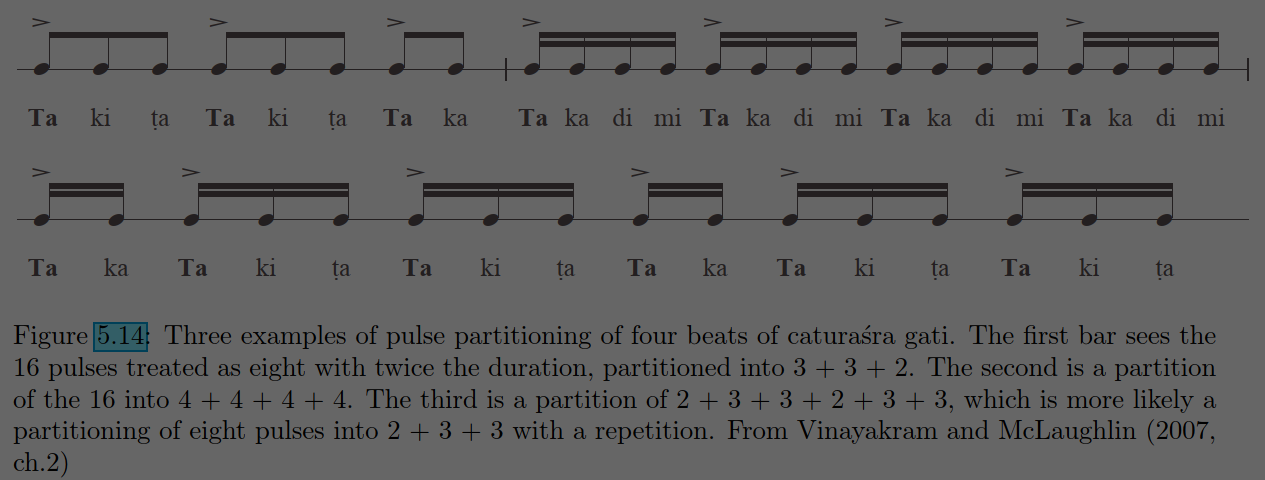 Ta ki ṭa Ta ki ṭa Ta ka Ta ka di mi Ta ka di mi Ta ka di mi Ta ka di mi
Ta ka Ta ki ṭa Ta ki ṭa Ta ka Ta ki ṭa Ta ki ṭa
Figure 5.14: Three examples of pulse partitioning of four beats of caturaśra gati. The first bar sees the
16 pulses treated as eight with twice the duration, partitioned into 3 + 3 + 2. The second is a partition
of the 16 into 4 + 4 + 4 + 4. The third is a partition of 2 + 3 + 3 + 2 + 3 + 3, which is more likely a
partitioning of eight pulses into 2 + 3 + 3 with a repetition. From Vinayakram and McLaughlin (2007,
ch.2)